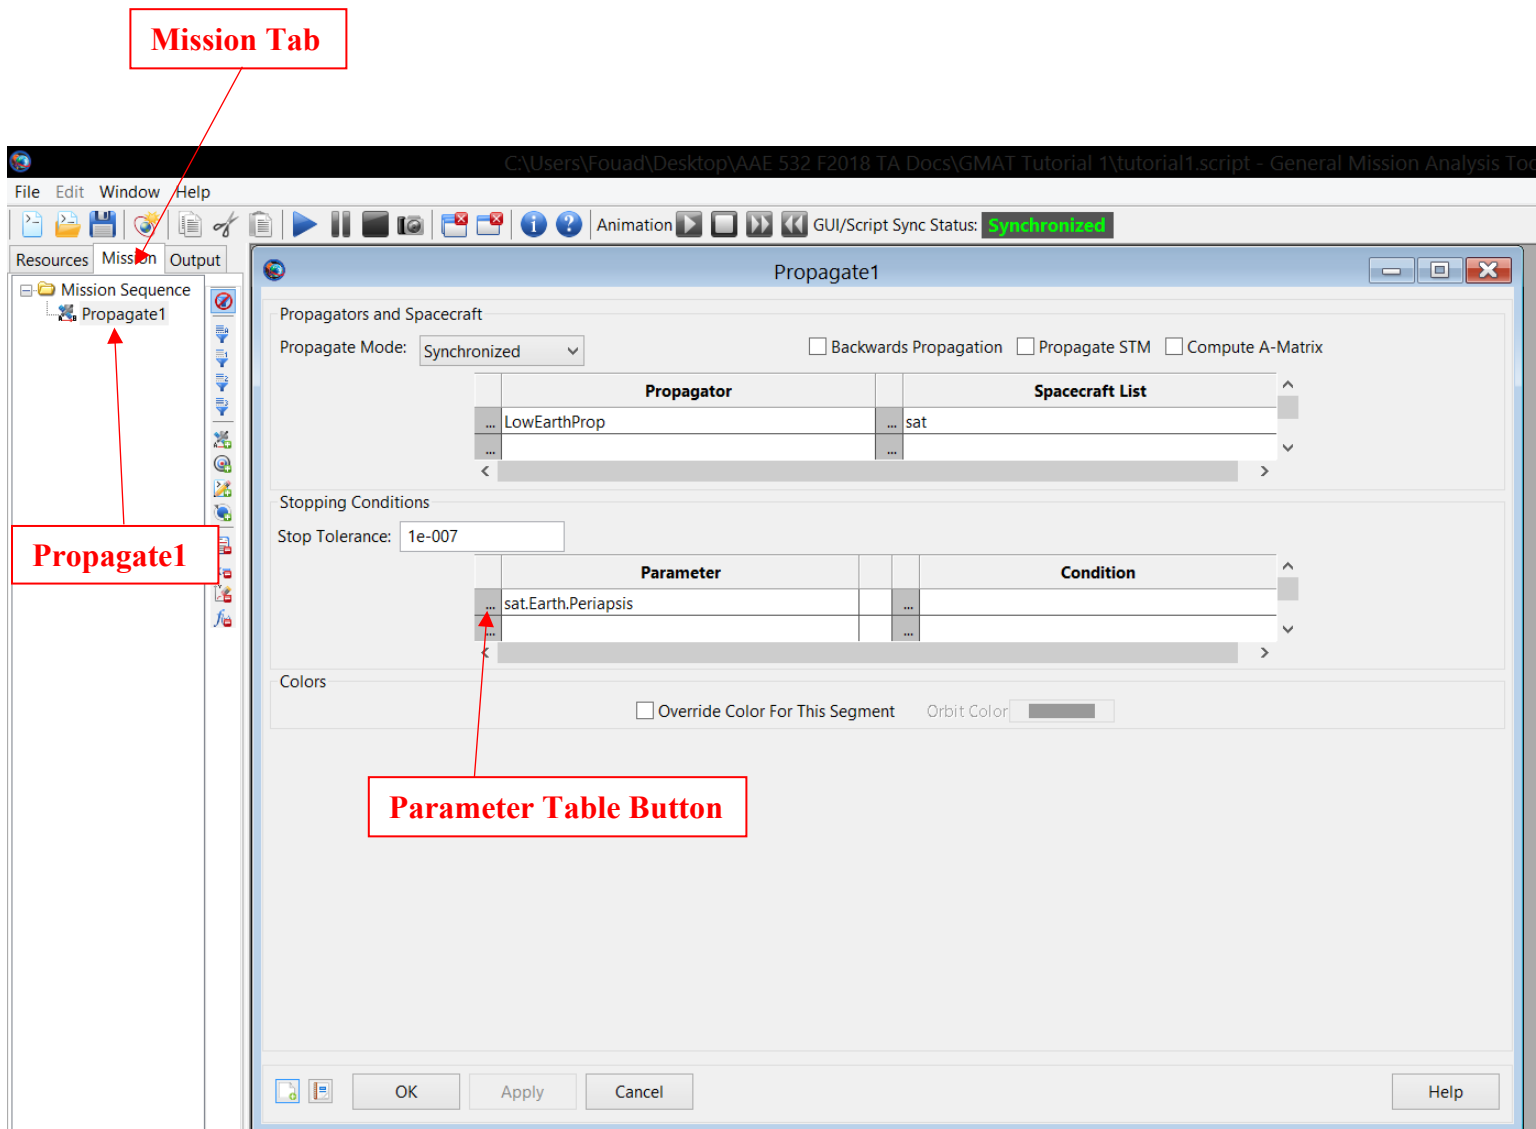 Mission Tab
C:\Users\Fouad\Desktop\AAE 532 F2018 TA Docs\GMAT Tutorial 1\tutorial1.script - General Mission Analysis Too
File Edit Window Help
Animation GUI/Script Sync Status: Synchronized
Resources Mission Output
Propagate1
Mission Sequence
Propagate1
Propagators and Spacecraft
Propagate Mode: Synchronized Backwards Propagation Propagate STM Compute A-Matrix
Propagator Spacecraft List
... LowEarthProp ... sat
... ...
Stopping Conditions
Stop Tolerance: 1e-007
Propagate1
Parameter Condition
... sat.Earth.Periapsis ...
... ...
Colors
Override Color For This Segment Orbit Color
Parameter Table Button
OK Apply Cancel Help